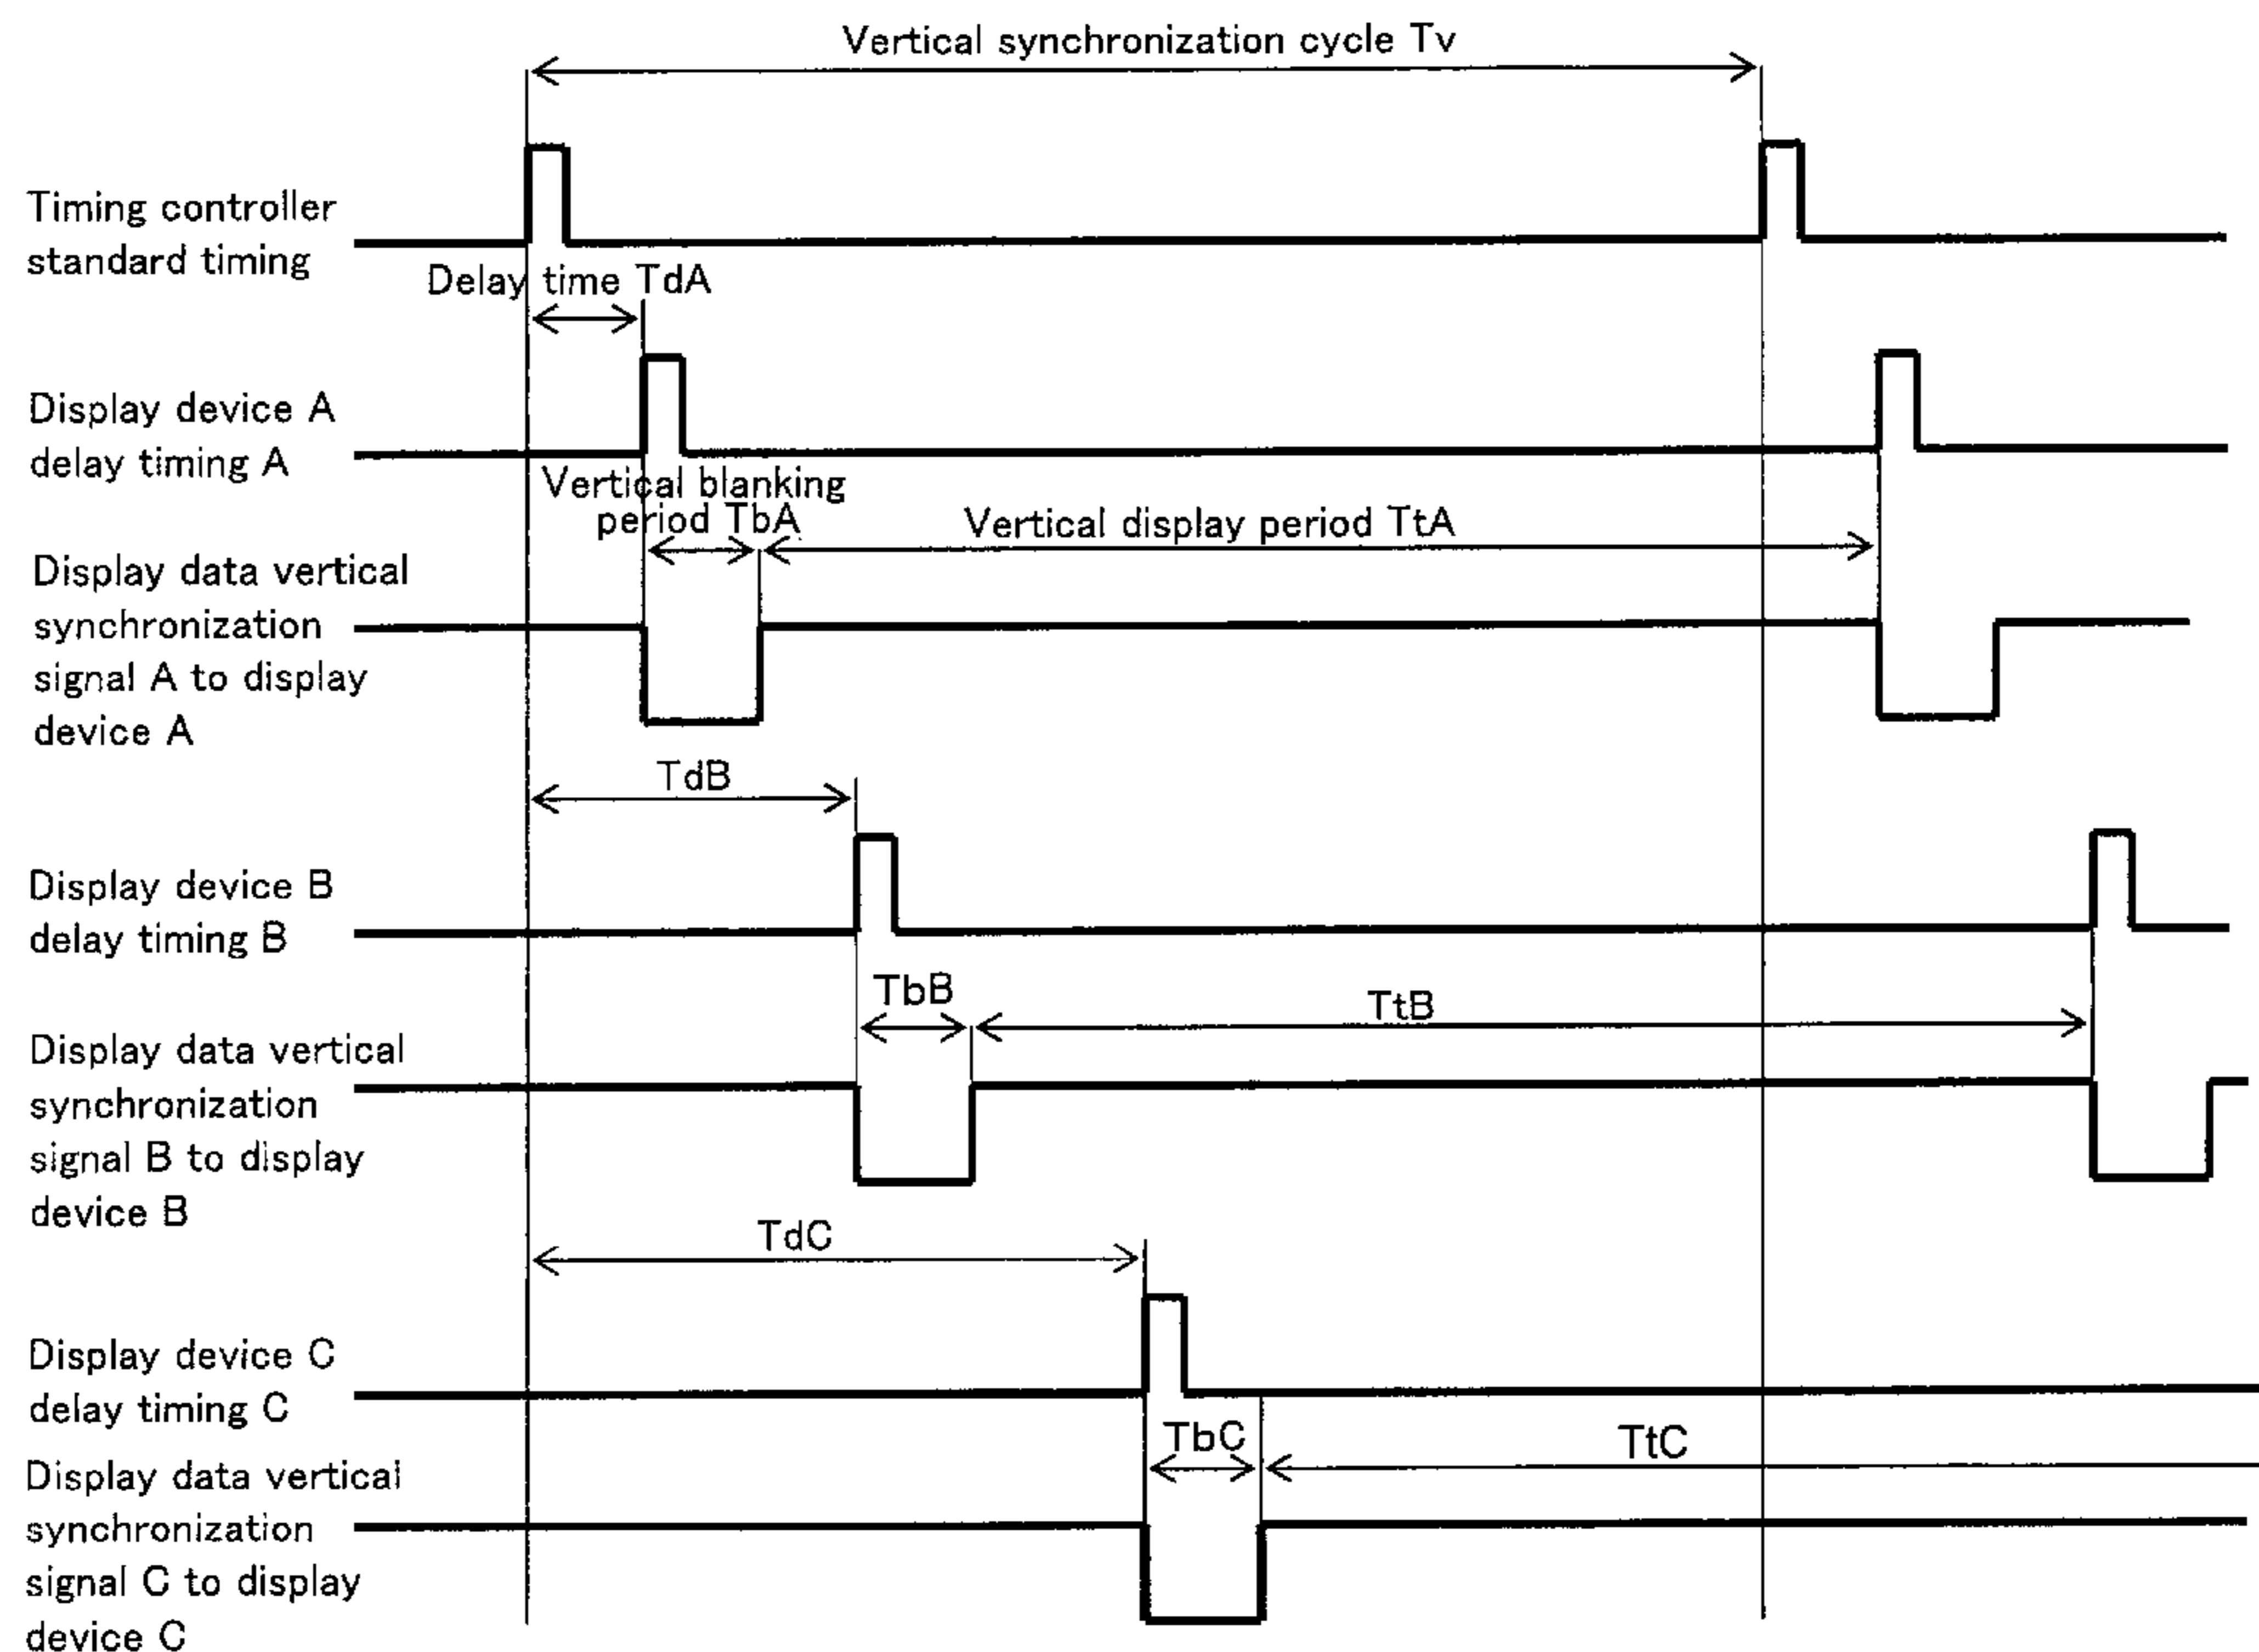 Vertical synchronization cycle Tv
Timing controller
standard timing
Delay time TdA
Display device A
delay timing A
Vertical blanking
period TbA
Vertical display period TtA
Display data vertical
synchronization
signal A to display
device A
TdB
Display device B
delay timing B
TbB
TtB
Display data vertical
synchronization
signal B to display
device B
TdC
Display device C
delay timing C
TbC
TtC
Display data vertical
synchronization
signal C to display
device C